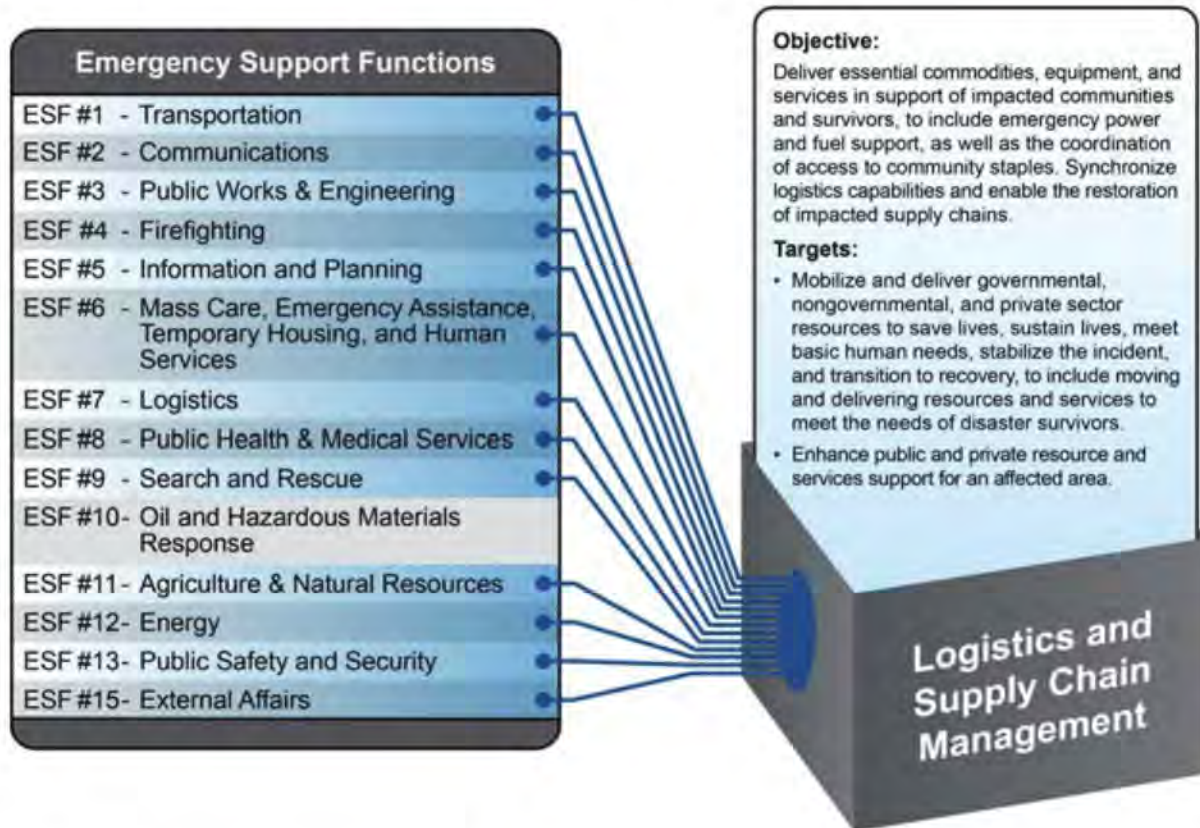 Emergency Support Functions
ESF #1 - Transportation
ESF #2 - Communications
ESF #3 - Public Works & Engineering
ESF #4 - Firefighting
ESF #5 - Information and Planning
ESF #6 - Mass Care, Emergency Assistance,
Temporary Housing, and Human
Services
ESF #7 - Logistics
ESF #8 - Public Health & Medical Services
ESF #9 - Search and Rescue
ESF #10- Oil and Hazardous Materials
Response
ESF #11- Agriculture & Natural Resources
ESF #12- Energy
ESF #13- Public Safety and Security
ESF #15- External Affairs
Objective:
Deliver essential commodities, equipment, and
services in support of impacted communities
and survivors, to include emergency power
and fuel support, as well as the coordination
of access to community staples. Synchronize
logistics capabilities and enable the restoration
of impacted supply chains.
Targets:
• Mobilize and deliver governmental,
nongovernmental, and private sector
resources to save lives, sustain lives, meet
basic human needs, stabilize the incident,
and transition to recovery, to include moving
and delivering resources and services to
meet the needs of disaster survivors.
• Enhance public and private resource and
services support for an affected area.
Logistics and
Supply Chain
Management